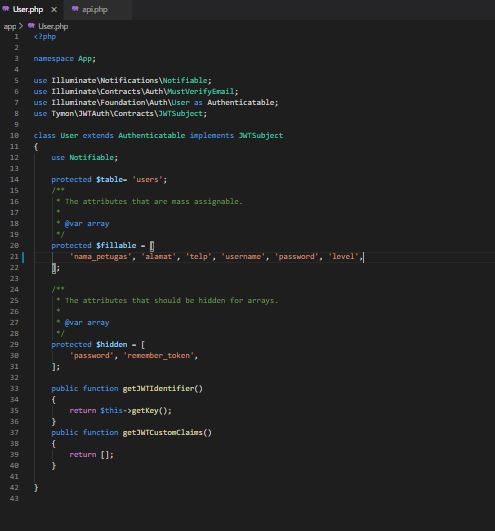 User.php × api.php
app > User.php
1 <?php
2
3 namespace App;
4
5 use Illuminate\Notifications\Notifiable;
6 use Illuminate\Contracts\Auth\MustVerifyEmail;
7 use Illuminate\Foundation\Auth\User as Authenticatable;
8 use Tymon\JWTAuth\Contracts\JWTSubject;
9
10 class User extends Authenticatable implements JWTSubject
11 {
12 use Notifiable;
13
14 protected $table= 'users';
15 /**
16 * The attributes that are mass assignable.
17 *
18 * @var array
19 */
20 protected $fillable = [
21 'nama_petugas', 'alamat', 'telp', 'username', 'password', 'level',
22 ];
23
24 /**
25 * The attributes that should be hidden for arrays.
26 *
27 * @var array
28 */
29 protected $hidden = [
30 'password', 'remember_token',
31 ];
32
33 public function getJWTIdentifier()
34 {
35 return $this->getKey();
36 }
37 public function getJWTCustomClaims()
38 {
39 return [];
40 }
41
42 }
43